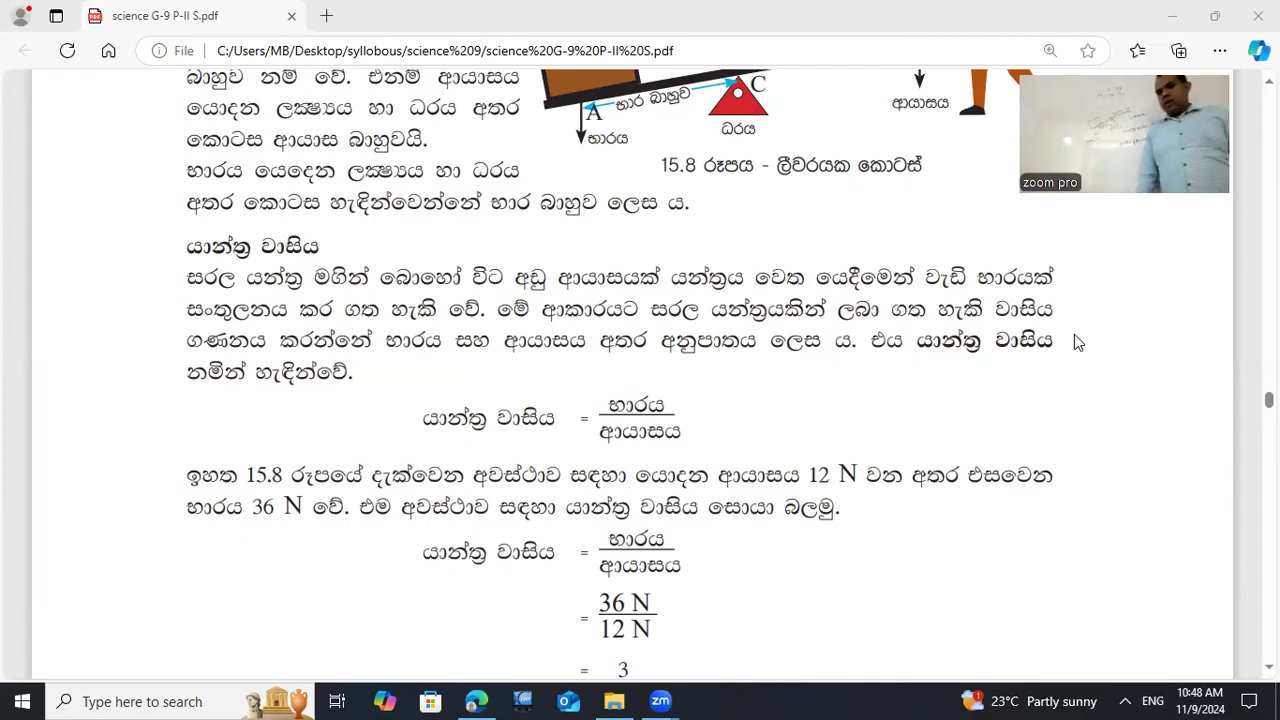 science G-9 P-II S.pdf
File C:/Users/MB/Desktop/syllobous/science%209/science%20G-9%20P-II%20S.pdf
බාහුව නම් වේ. එනම් ආයාසය
යොදන ලක්‍ෂ්‍යය හා ධරය අතර
කොටස ආයාස බාහුවයි.
භාරය යෙදෙන ලක්‍ෂ්‍යය හා ධරය
අතර කොටස හැඳින්වෙන්නේ භාර බාහුව ලෙස ය.
භාර බාහුව
A
C
භාරය
ධරය
ආයාසය
15.8 රූපය - ලීවරයක කොටස්
zoom pro
යාන්ත්‍ර වාසිය
සරල යන්ත්‍ර මගින් බොහෝ විට අඩු ආයාසයක් යන්ත්‍රය වෙත යෙදීමෙන් වැඩි භාරයක්
සංතුලනය කර ගත හැකි වේ. මේ ආකාරයට සරල යන්ත්‍රයකින් ලබා ගත හැකි වාසිය
ගණනය කරන්නේ භාරය සහ ආයාසය අතර අනුපාතය ලෙස ය. එය යාන්ත්‍ර වාසිය
නමින් හැඳින්වේ.
යාන්ත්‍ර වාසිය = භාරය
ආයාසය
ඉහත 15.8 රූපයේ දැක්වෙන අවස්ථාව සඳහා යොදන ආයාසය 12 N වන අතර එසවෙන
භාරය 36 N වේ. එම අවස්ථාව සඳහා යාන්ත්‍ර වාසිය සොයා බලමු.
යාන්ත්‍ර වාසිය = භාරය
ආයාසය
= 36 N
12 N
= 3
Type here to search
23°C Partly sunny
ENG
10:48 AM
11/9/2024